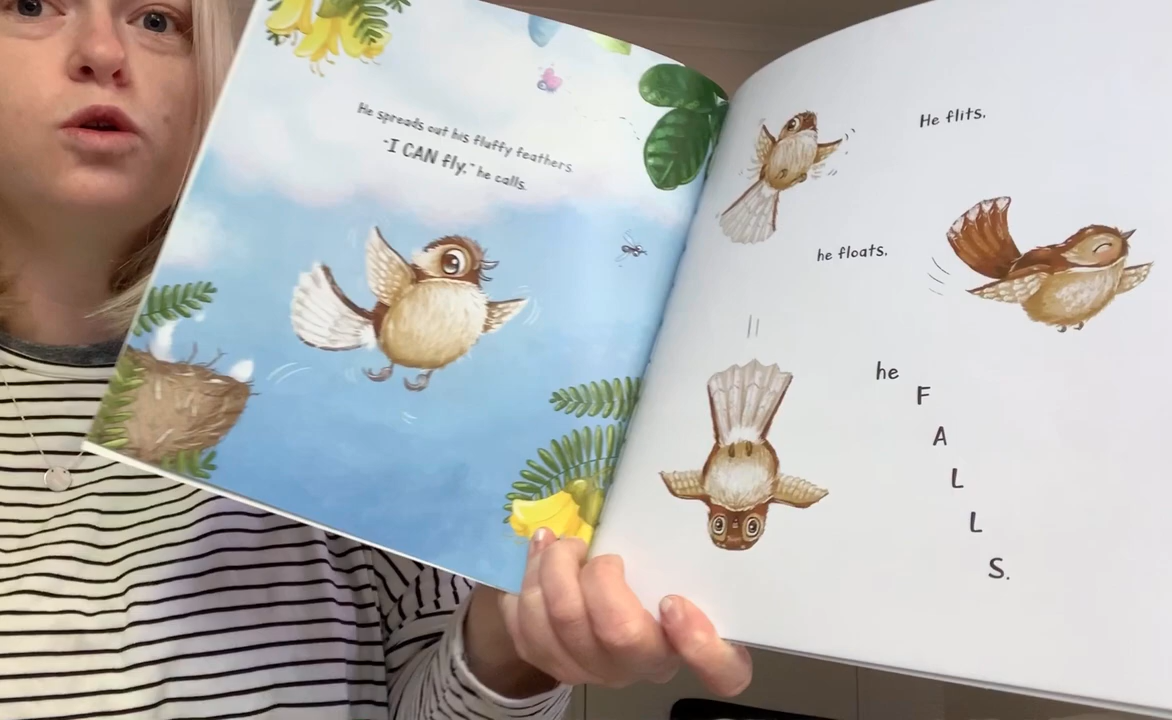 He spreads out his fluffy feathers.
"I CAN fly," he calls.
He flits,
he floats,
he
F
A
L
L
S.